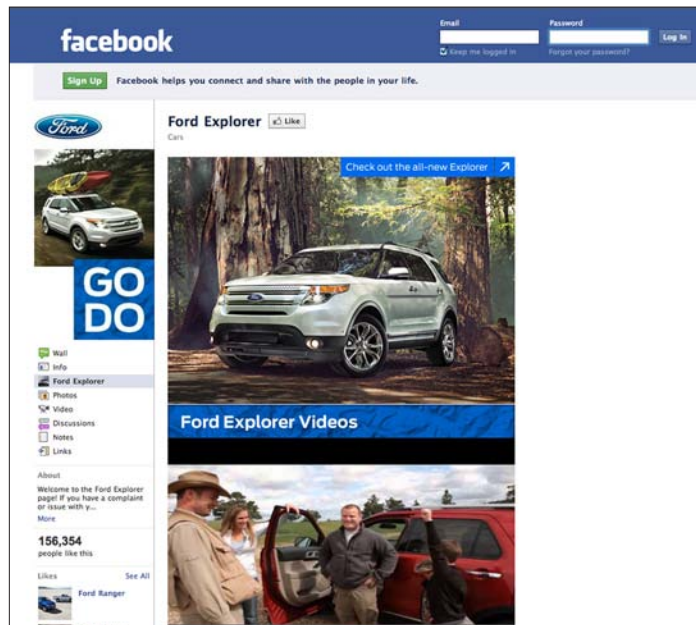 facebook
Email
Password
Keep me logged in
Forgot your password?
Log In
Sign Up
Facebook helps you connect and share with the people in your life.
Ford
GO
DO
Wall
Info
Ford Explorer
Photos
Video
Discussions
Notes
Links
About
Welcome to the Ford Explorer
page! If you have a complaint
or issue with y...
More
156,354
people like this
Likes
See All
Ford Ranger
Ford Explorer
Like
Cars
Check out the all-new Explorer
Ford Explorer Videos